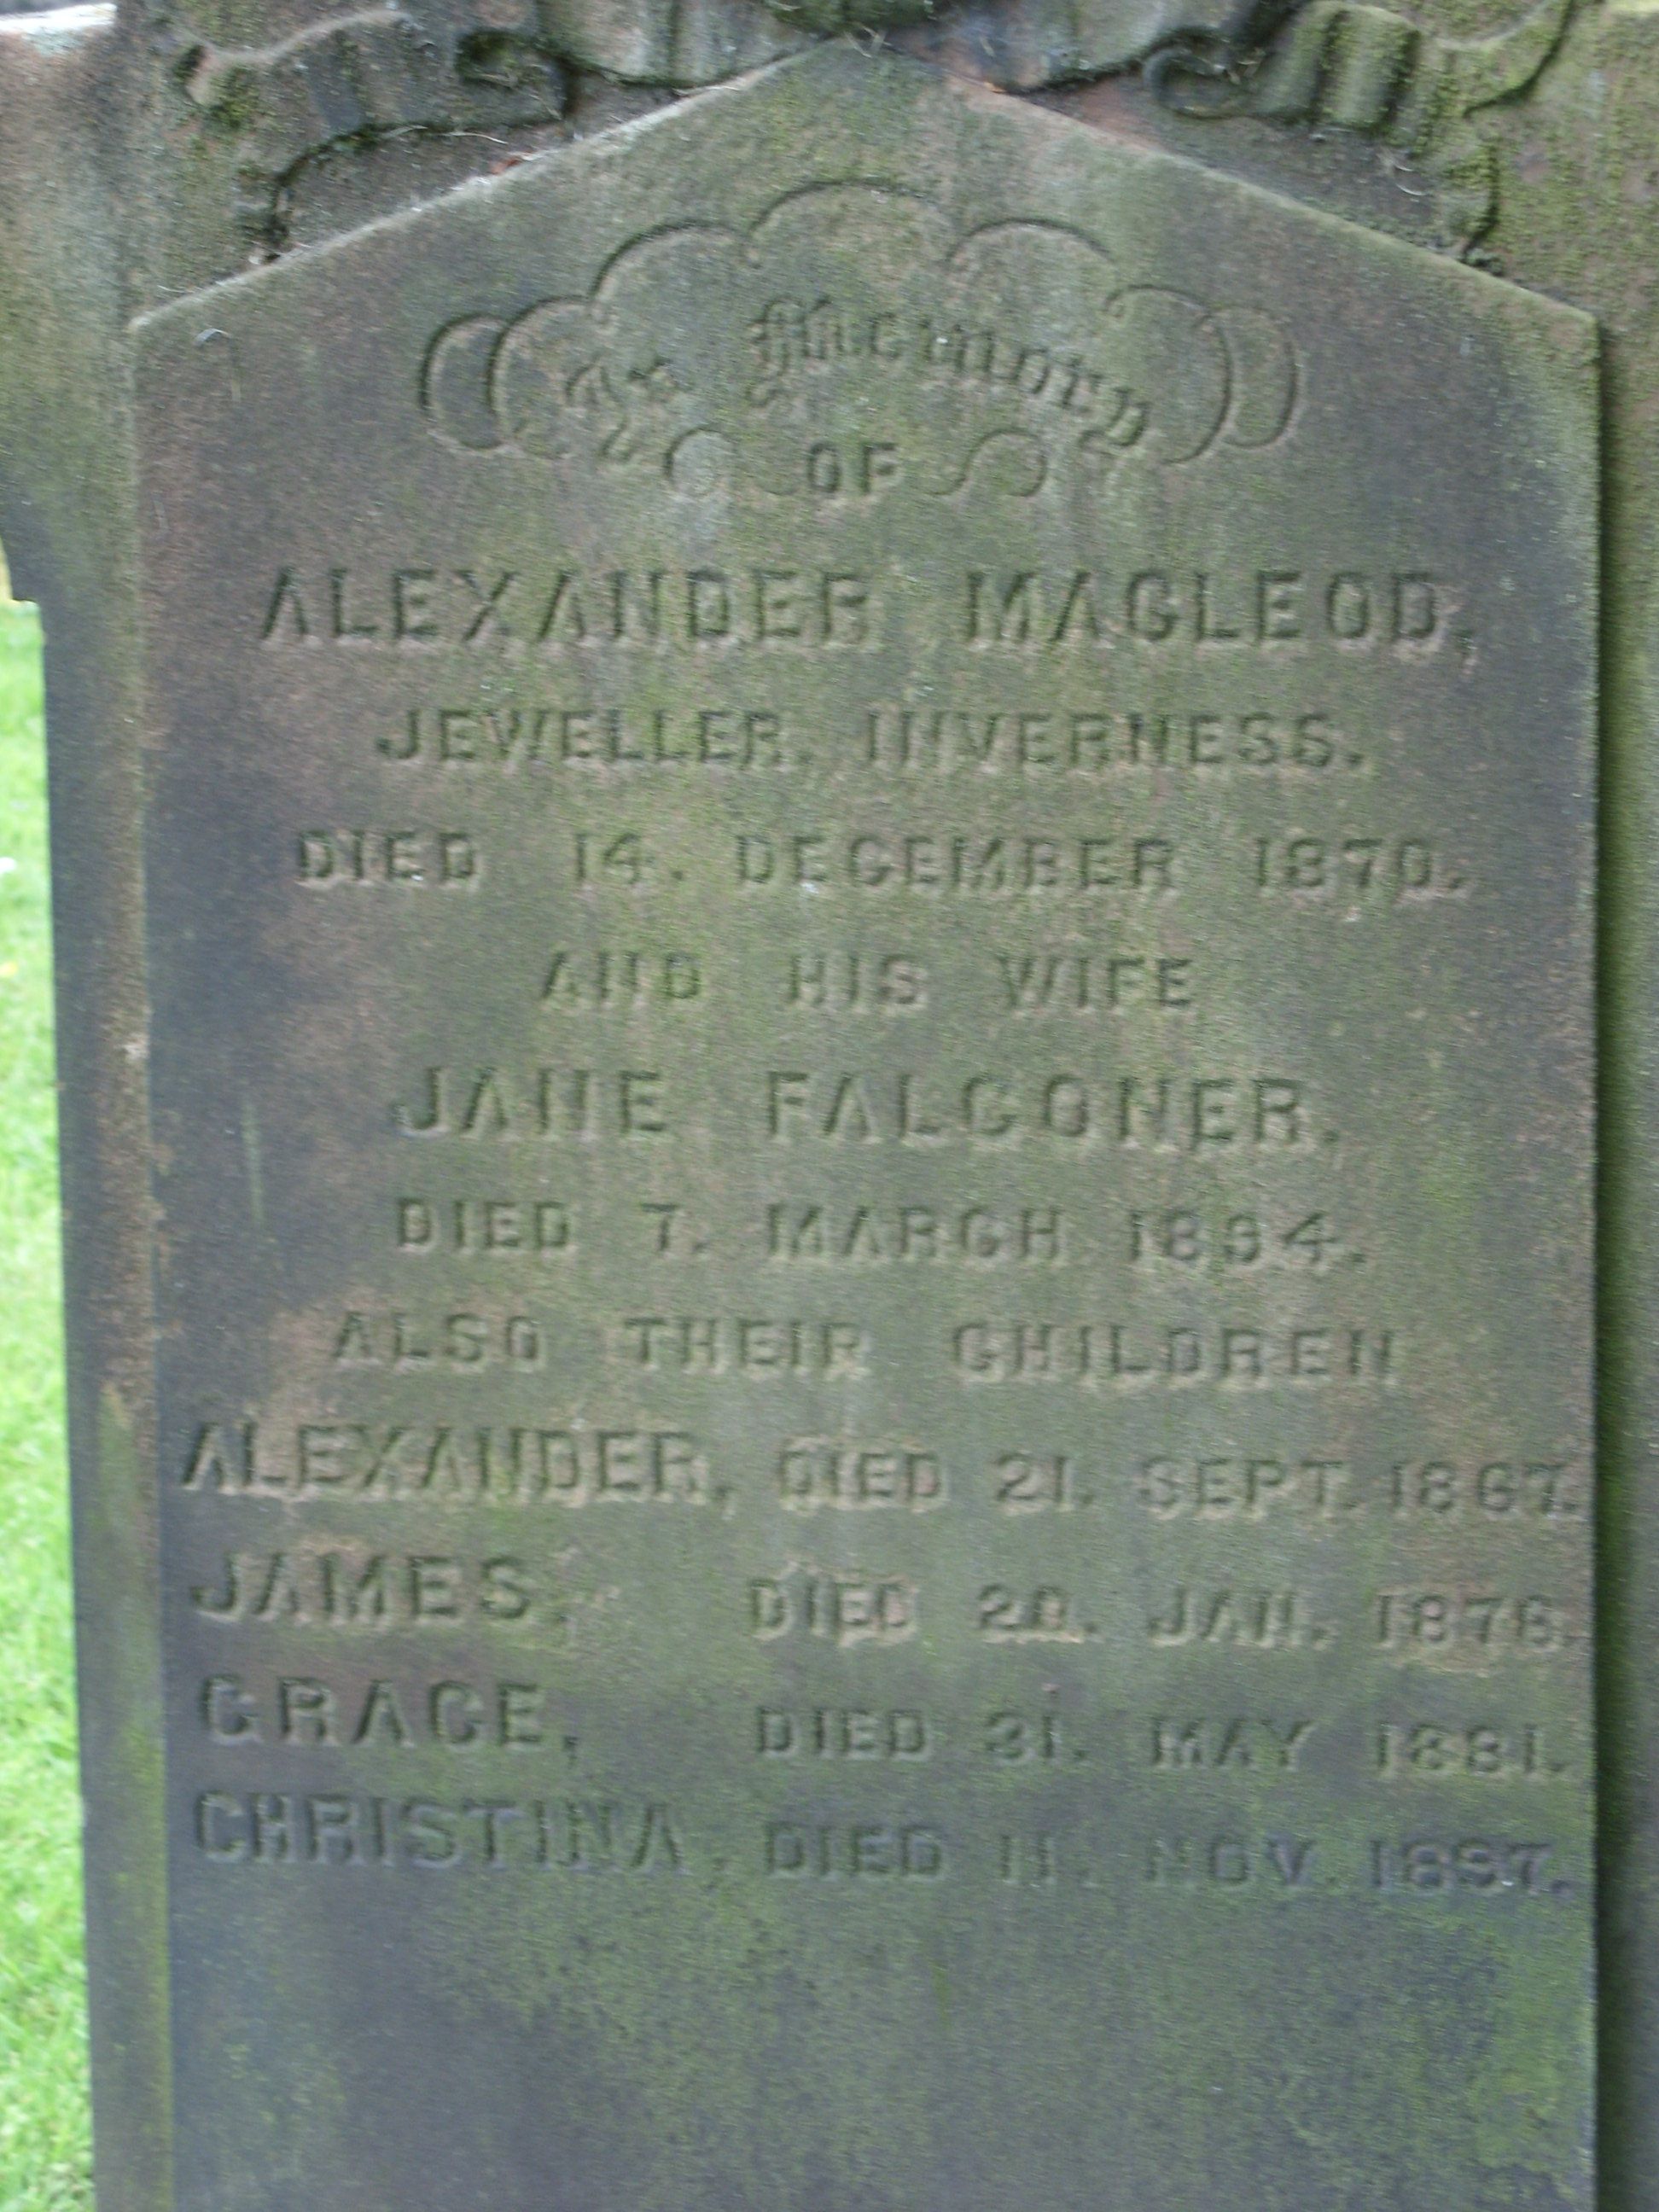 In Memory
OF
ALEXANDER MACLEOD,
JEWELLER, INVERNESS.
DIED 14. DECEMBER 1870.
AND HIS WIFE
JANE FALCONER,
DIED 7. MARCH 1894.
ALSO THEIR CHILDREN
ALEXANDER, DIED 21. SEPT. 1867.
JAMES, DIED 20. JAN. 1876.
GRACE, DIED 31. MAY 1881.
CHRISTINA, DIED 11. NOV. 1897.